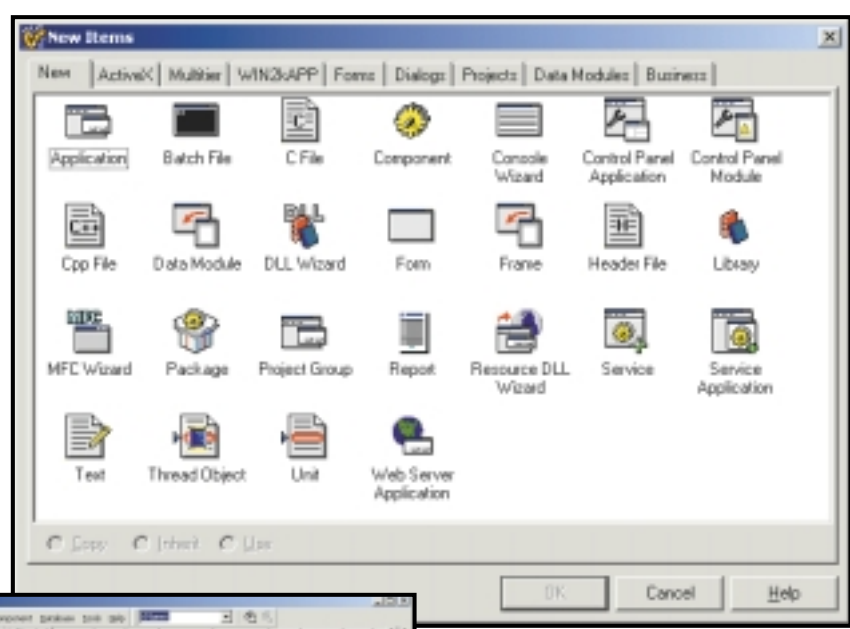 New Items
New ActiveX Multitier WIN2kAPP Forms Dialogs Projects Data Modules Business
Application Batch File C File Component Console Wizard Control Panel Application Control Panel Module
Cpp File Data Module DLL Wizard Form Frame Header File Library
MFC Wizard Package Project Group Report Resource DLL Wizard Service Service Application
Text Thread Object Unit Web Server Application
Copy Inherit Use
OK Cancel Help